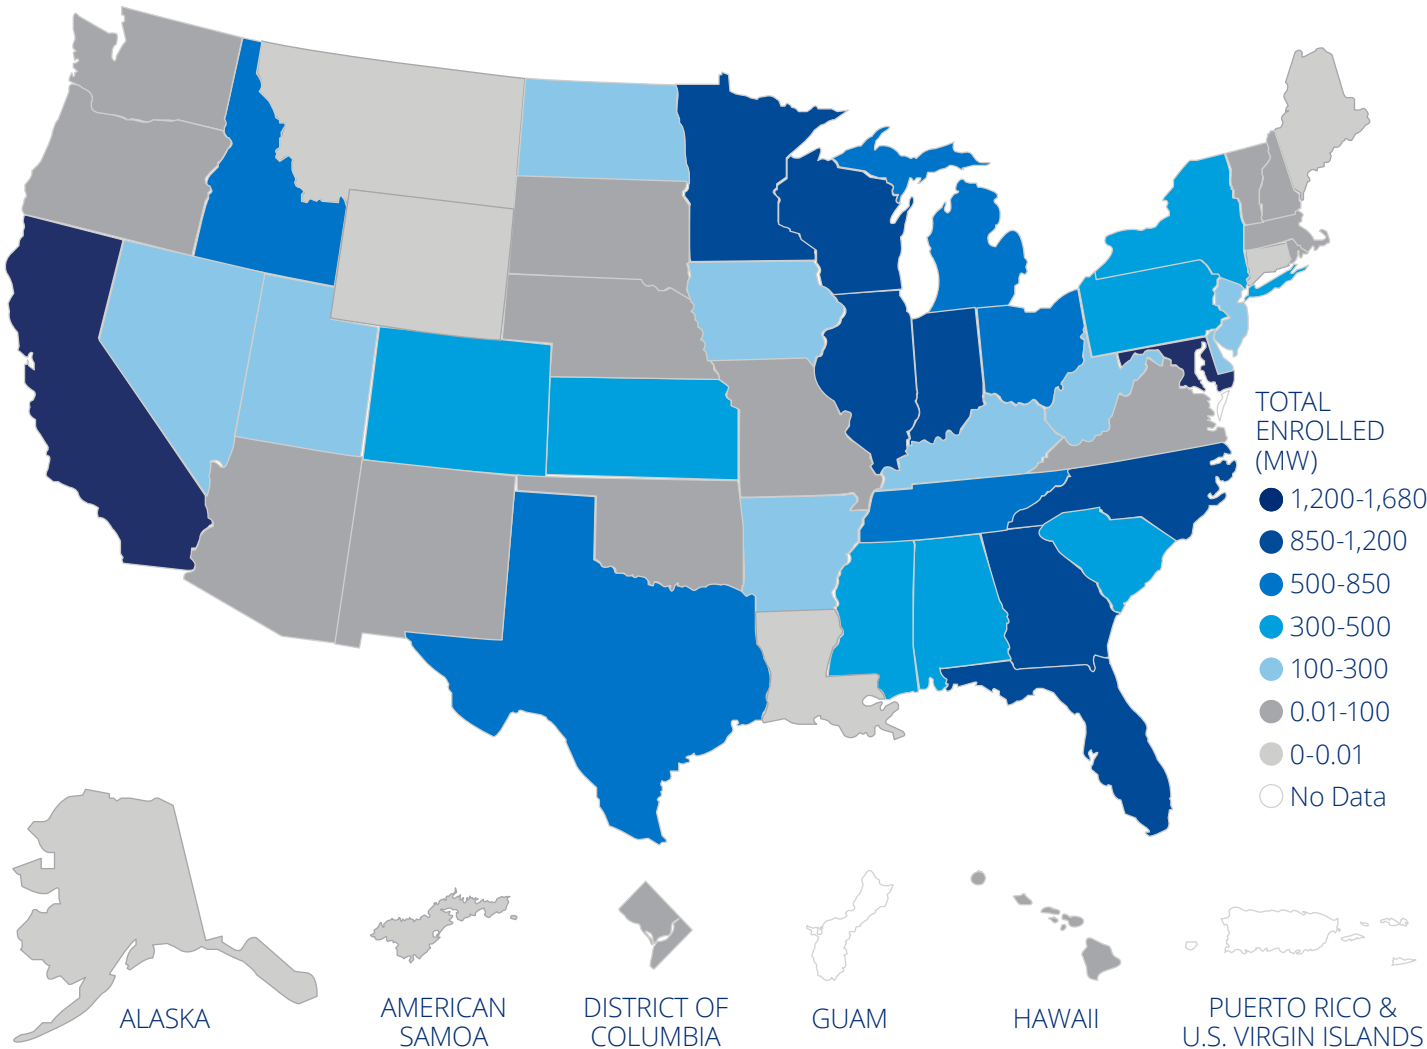 TOTAL
ENROLLED
(MW)
1,200-1,680
850-1,200
500-850
300-500
100-300
0.01-100
0-0.01
No Data
ALASKA
AMERICAN
SAMOA
DISTRICT OF
COLUMBIA
GUAM
HAWAII
PUERTO RICO &
U.S. VIRGIN ISLANDS